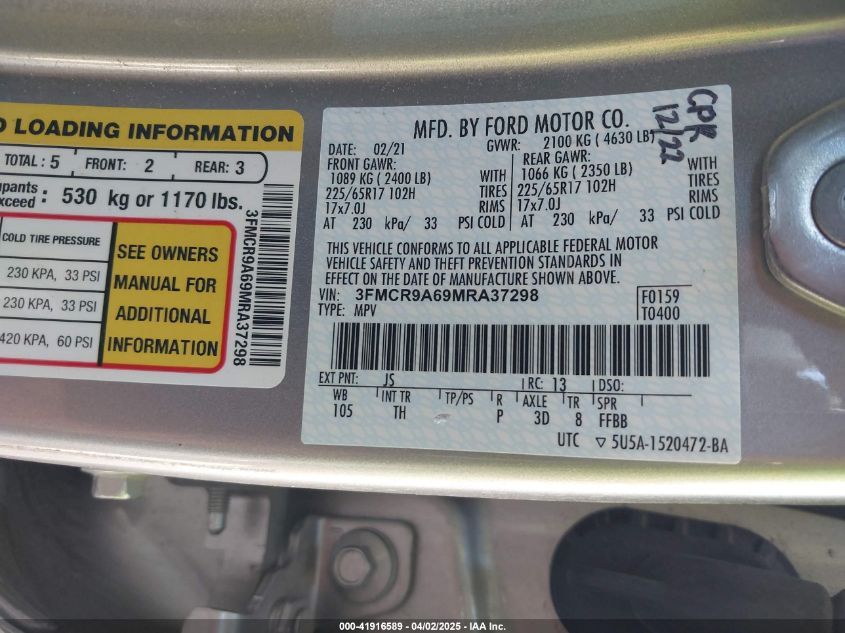 D LOADING INFORMATION
TOTAL: 5 FRONT: 2 REAR: 3
upants
exceed : 530 kg or 1170 lbs.
COLD TIRE PRESSURE
230 KPA, 33 PSI
230 KPA, 33 PSI
420 KPA, 60 PSI
SEE OWNERS
MANUAL FOR
ADDITIONAL
INFORMATION
3FMCR9A69MRA37298
MFD. BY FORD MOTOR CO.
CPK
12/22
DATE: 02/21 GVWR: 2100 KG ( 4630 LB)
FRONT GAWR: REAR GAWR:
1089 KG ( 2400 LB) WITH 1066 KG ( 2350 LB) WITH
225/65R17 102H TIRES 225/65R17 102H TIRES
17x7.0J RIMS 17x7.0J RIMS
AT 230 kPa/ 33 PSI COLD AT 230 kPa/ 33 PSI COLD
THIS VEHICLE CONFORMS TO ALL APPLICABLE FEDERAL MOTOR
VEHICLE SAFETY AND THEFT PREVENTION STANDARDS IN
EFFECT ON THE DATE OF MANUFACTURE SHOWN ABOVE.
VIN: 3FMCR9A69MRA37298
TYPE: MPV
F0159
T0400
EXT PNT: JS RC: 13 DSO:
WB INT TR TP/PS R AXLE TR SPR
105 TH P 3D 8 FFBB
UTC ▽ 5U5A-1520472-BA
000-41916589 - 04/02/2025 - IAA Inc.